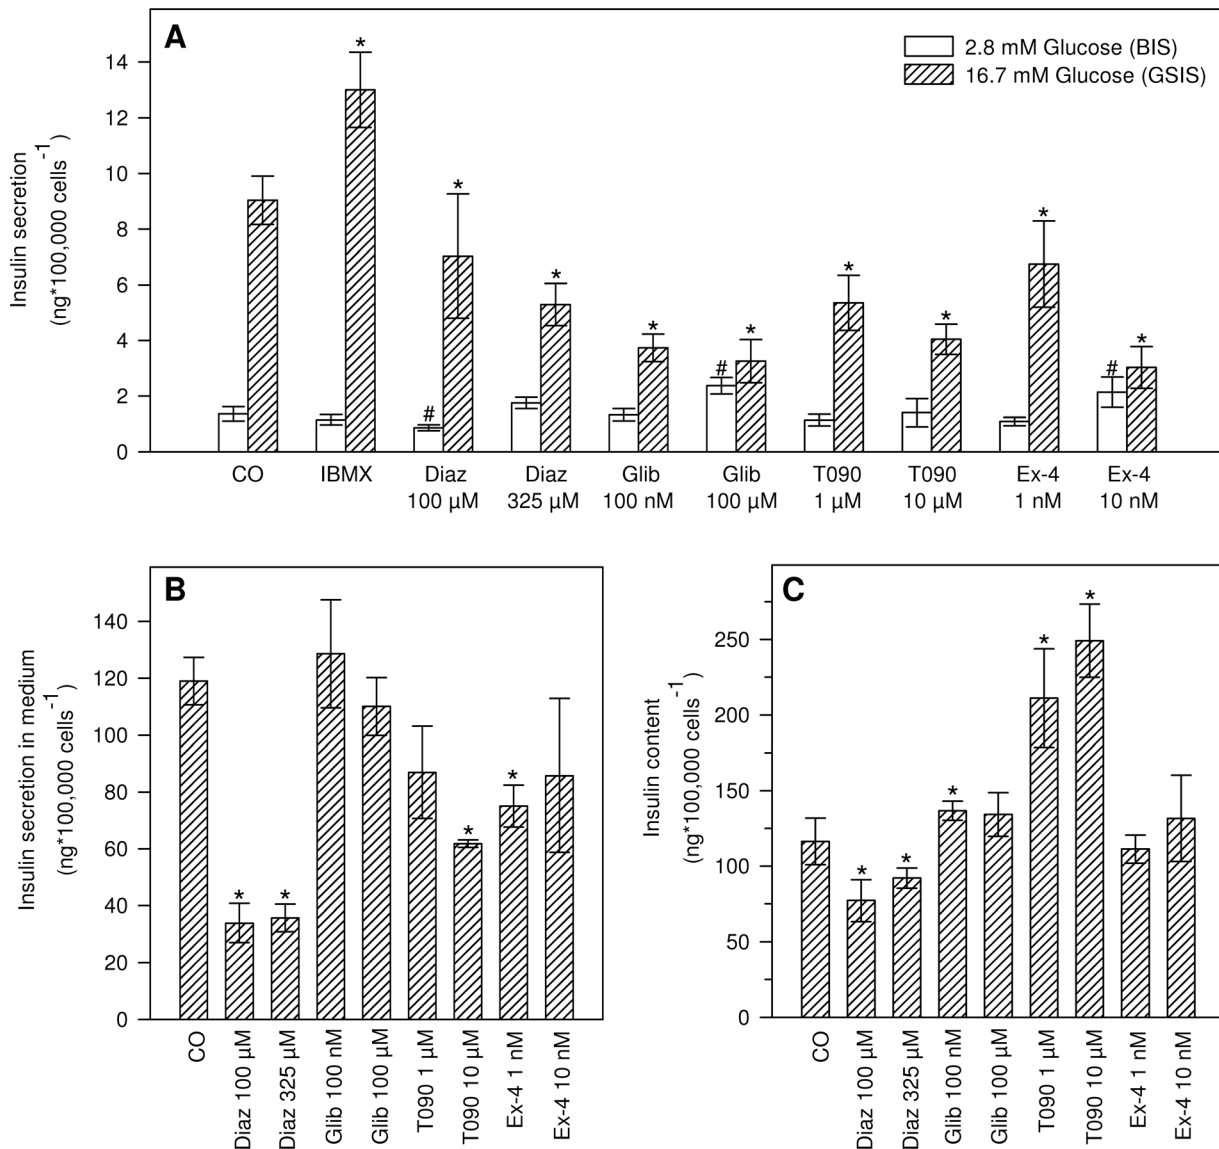 A
2.8 mM Glucose (BIS)
16.7 mM Glucose (GSIS)
Insulin secretion
(ng*100,000 cells-1)
14
12
10
8
6
4
2
0
*
*
*
*
*
*
*
*
*
#
#
#
CO IBMX Diaz Diaz Glib Glib T090 T090 Ex-4 Ex-4
100 µM 325 µM 100 nM 100 µM 1 µM 10 µM 1 nM 10 nM
B
Insulin secretion in medium
(ng*100,000 cells-1)
140
120
100
80
60
40
20
0
*
*
*
*
CO
Diaz 100 µM
Diaz 325 µM
Glib 100 nM
Glib 100 µM
T090 1 µM
T090 10 µM
Ex-4 1 nM
Ex-4 10 nM
C
Insulin content
(ng*100,000 cells-1)
250
200
150
100
50
0
*
*
*
*
*
CO
Diaz 100 µM
Diaz 325 µM
Glib 100 nM
Glib 100 µM
T090 1 µM
T090 10 µM
Ex-4 1 nM
Ex-4 10 nM